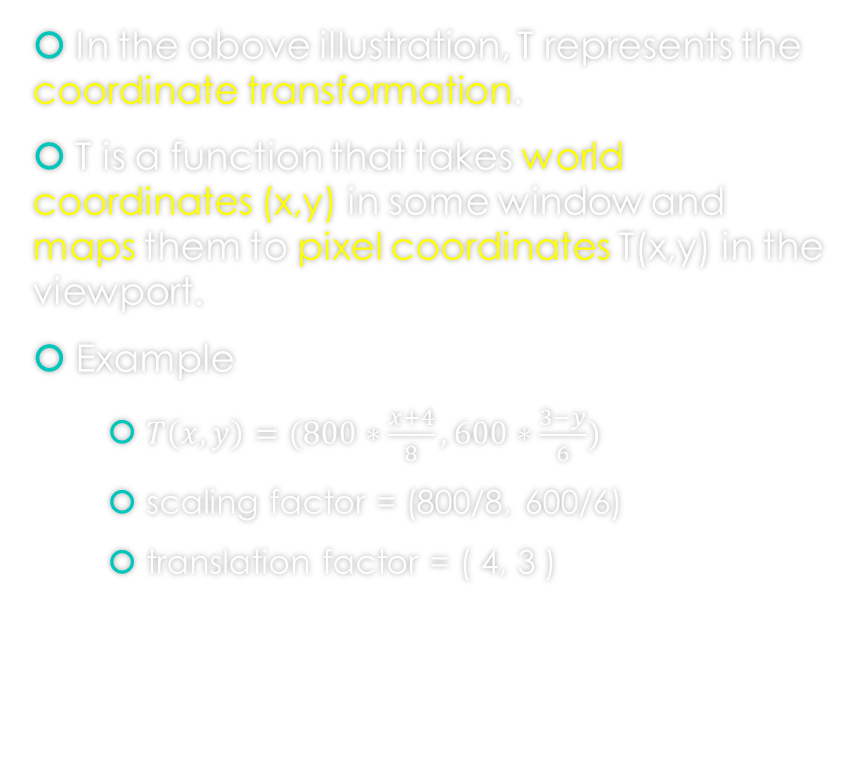 In the above illustration, T represents the
coordinate transformation.
T is a function that takes world
coordinates (x,y) in some window and
maps them to pixel coordinates T(x,y) in the
viewport.
Example
T(x, y) = (800 * \frac{x+4}{8}, 600 * \frac{3−y}{6})
scaling factor = (800/8, 600/6)
translation factor = ( 4, 3 )